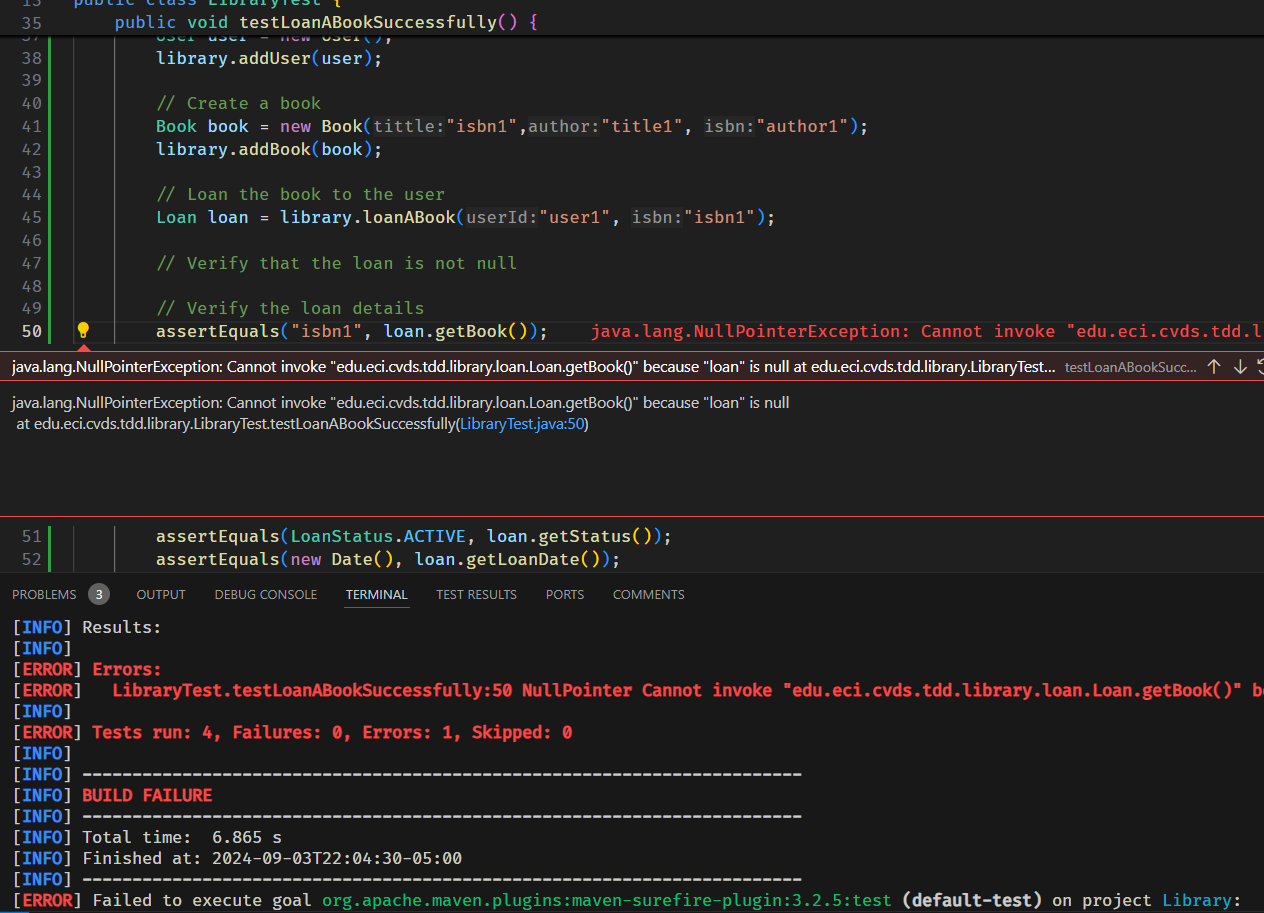 13 public class LibraryTest {
35 public void testLoanABookSuccessfully() {
37 User user = new User();
38 library.addUser(user);
39
40 // Create a book
41 Book book = new Book(tittle:"isbn1",author:"title1", isbn:"author1");
42 library.addBook(book);
43
44 // Loan the book to the user
45 Loan loan = library.loanABook(userId:"user1", isbn:"isbn1");
46
47 // Verify that the loan is not null
48
49 // Verify the loan details
50 assertEquals("isbn1", loan.getBook()); java.lang.NullPointerException: Cannot invoke "edu.eci.cvds.tdd.l
java.lang.NullPointerException: Cannot invoke "edu.eci.cvds.tdd.library.loan.Loan.getBook()" because "loan" is null at edu.eci.cvds.tdd.library.LibraryTest... testLoanABookSucc...
java.lang.NullPointerException: Cannot invoke "edu.eci.cvds.tdd.library.loan.Loan.getBook()" because "loan" is null
at edu.eci.cvds.tdd.library.LibraryTest.testLoanABookSuccessfully(LibraryTest.java:50)
51 assertEquals(LoanStatus.ACTIVE, loan.getStatus());
52 assertEquals(new Date(), loan.getLoanDate());
PROBLEMS 3 OUTPUT DEBUG CONSOLE TERMINAL TEST RESULTS PORTS COMMENTS
[INFO] Results:
[INFO]
[ERROR] Errors:
[ERROR] LibraryTest.testLoanABookSuccessfully:50 NullPointer Cannot invoke "edu.eci.cvds.tdd.library.loan.Loan.getBook()" be
[INFO]
[ERROR] Tests run: 4, Failures: 0, Errors: 1, Skipped: 0
[INFO]
[INFO] ------------------------------------------------------------------------
[INFO] BUILD FAILURE
[INFO] ------------------------------------------------------------------------
[INFO] Total time:  6.865 s
[INFO] Finished at: 2024-09-03T22:04:30-05:00
[INFO] ------------------------------------------------------------------------
[ERROR] Failed to execute goal org.apache.maven.plugins:maven-surefire-plugin:3.2.5:test (default-test) on project Library: